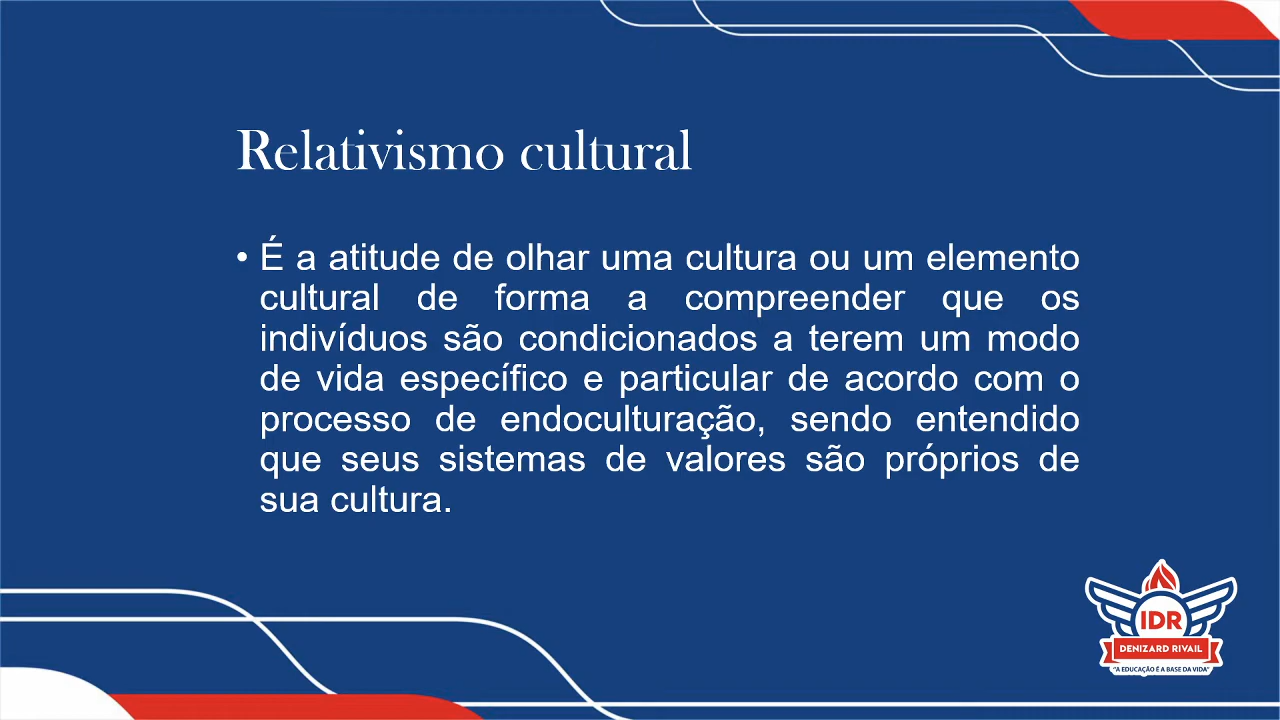 Relativismo cultural
• É a atitude de olhar uma cultura ou um elemento
cultural de forma a compreender que os
indivíduos são condicionados a terem um modo
de vida específico e particular de acordo com o
processo de endoculturação, sendo entendido
que seus sistemas de valores são próprios de
sua cultura.
IDR
DENIZARD RIVAIL
"A EDUCAÇÃO É A BASE DA VIDA"